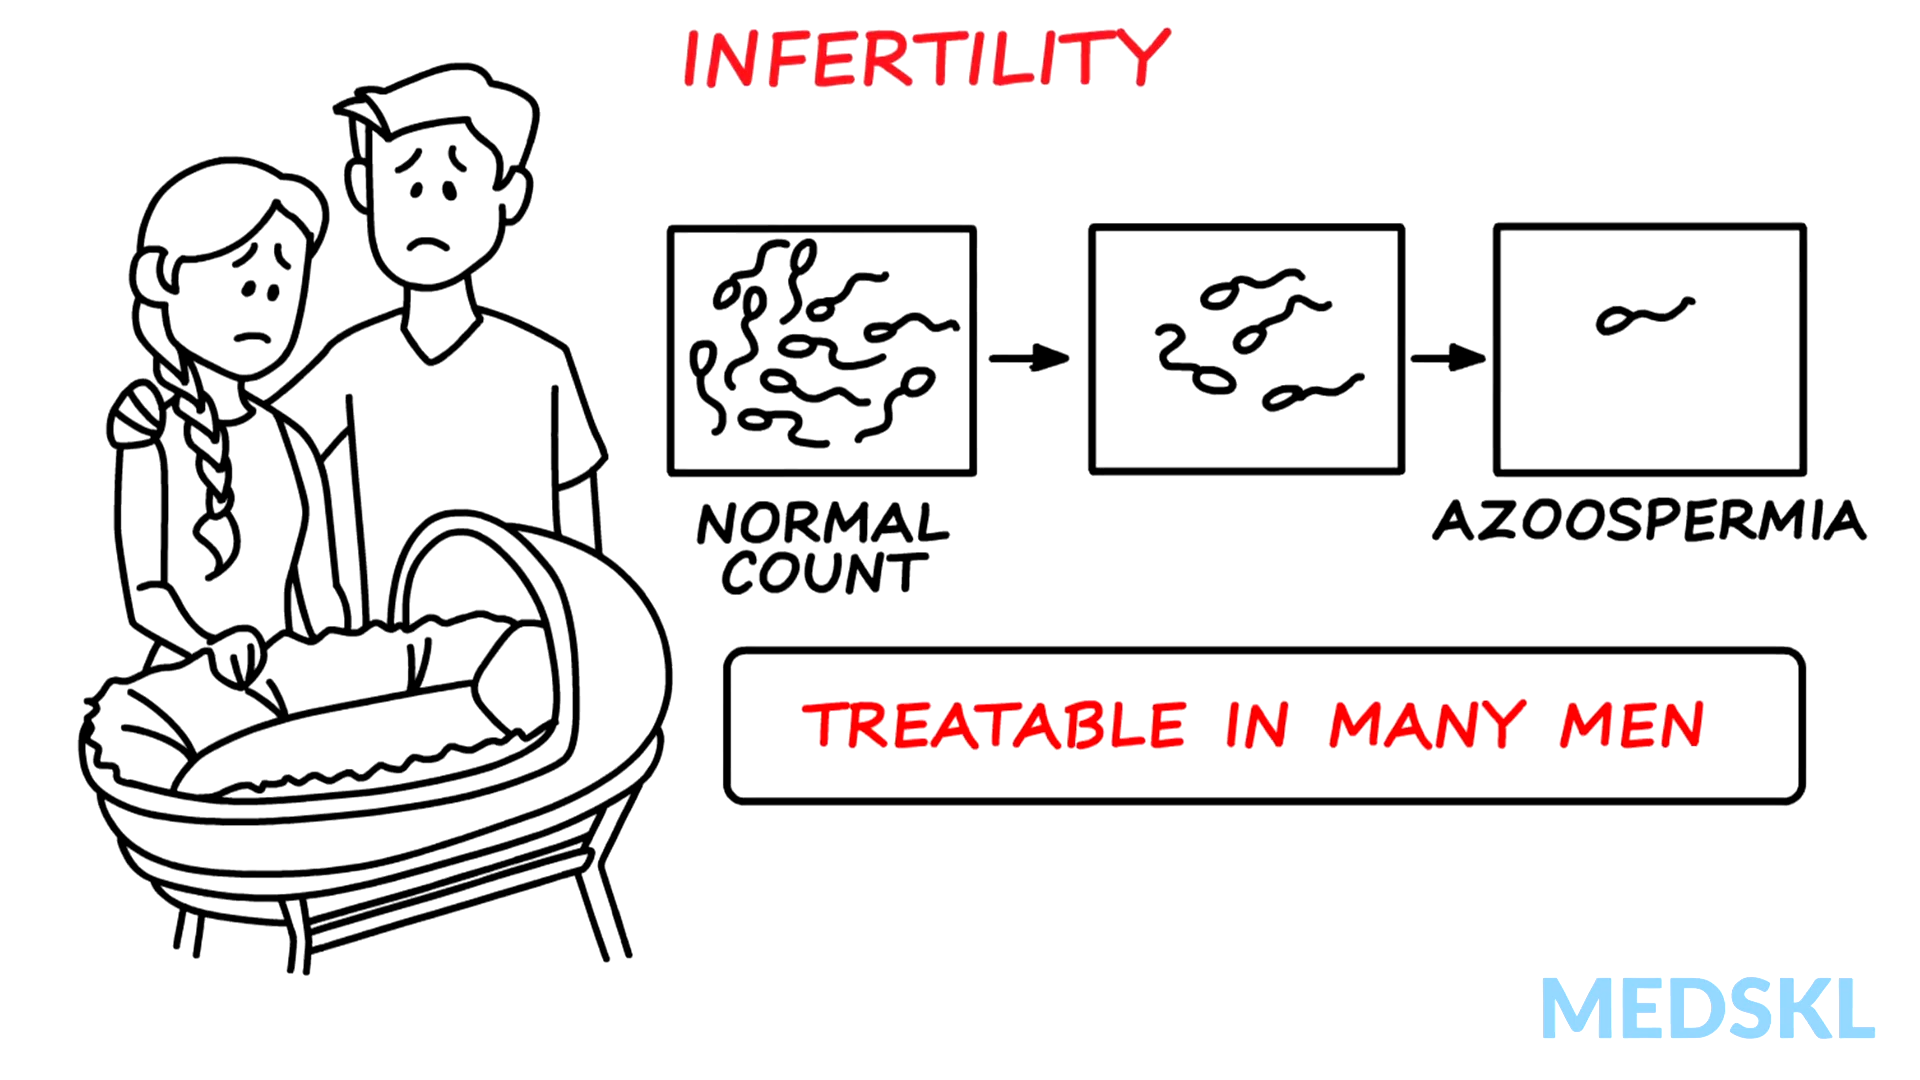 INFERTILITY
NORMAL
COUNT
AZOOSPERMIA
TREATABLE IN MANY MEN
MEDSKL